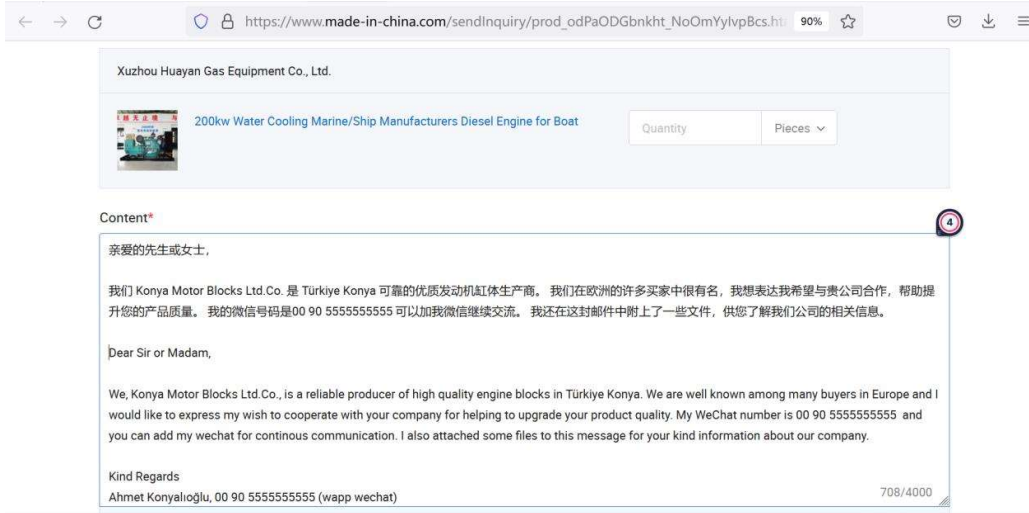 https://www.made-in-china.com/sendInquiry/prod_odPaODGbnkht_NoOmYylvpBcs.ht
90%
Xuzhou Huayan Gas Equipment Co., Ltd.
200kw Water Cooling Marine/Ship Manufacturers Diesel Engine for Boat
Quantity
Pieces
Content*
4
亲爱的先生或女士，
我们 Konya Motor Blocks Ltd.Co. 是 Türkiye Konya 可靠的优质发动机缸体生产商。 我们在欧洲的许多买家中很有名，我想表达我希望与贵公司合作，帮助提
升您的产品质量。 我的微信号码是00 90 5555555555 可以加我微信继续交流。 我还在这封邮件中附上了一些文件，供您了解我们公司的相关信息。
Dear Sir or Madam,
We, Konya Motor Blocks Ltd.Co., is a reliable producer of high quality engine blocks in Türkiye Konya. We are well known among many buyers in Europe and I
would like to express my wish to cooperate with your company for helping to upgrade your product quality. My WeChat number is 00 90 5555555555 and
you can add my wechat for continous communication. I also attached some files to this message for your kind information about our company.
Kind Regards
Ahmet Konyalıoğlu, 00 90 5555555555 (wapp wechat)
708/4000